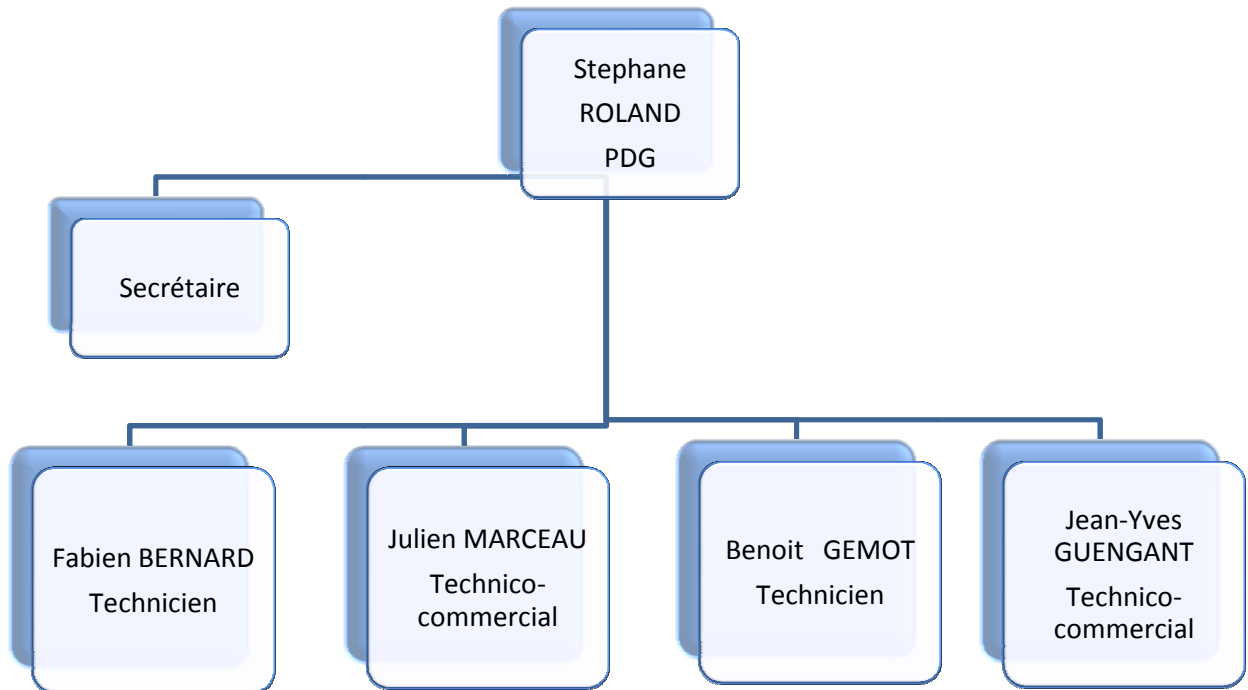 Stephane
ROLAND
PDG
Secrétaire
Fabien BERNARD
Technicien
Julien MARCEAU
Technico-
commercial
Benoit GEMOT
Technicien
Jean-Yves
GUENGANT
Technico-
commercial